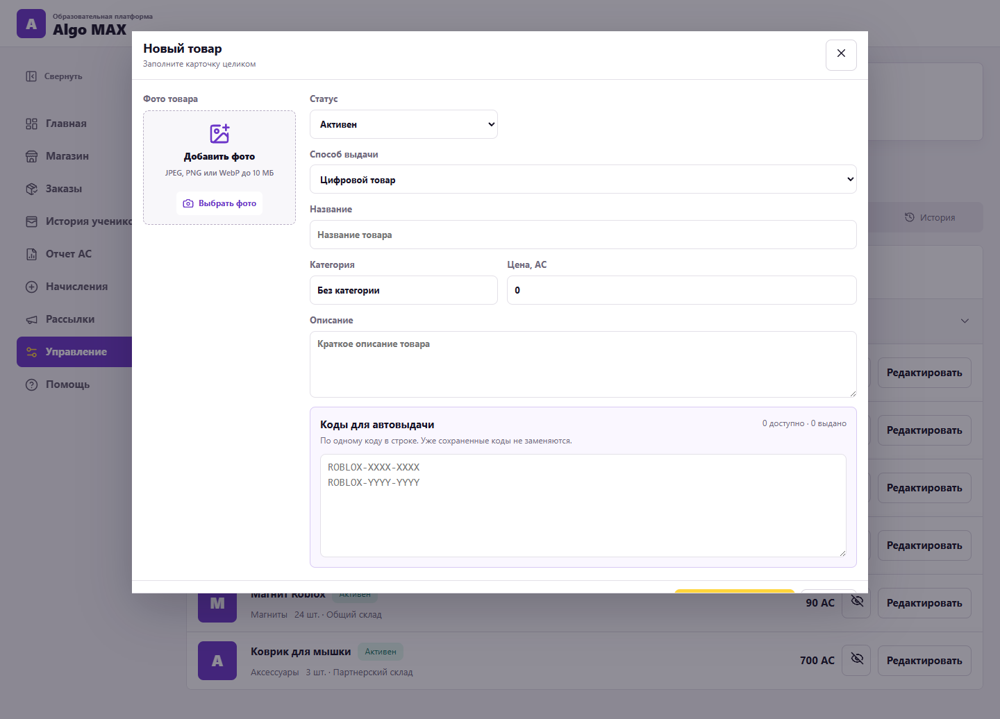 Образовательная платформа
A
Algo MAX
Свернуть
Главная
Магазин
Заказы
История ученико
Отчет АС
Начисления
Рассылки
Управление
Помощь
Новый товар
Заполните карточку целиком
Фото товара
Добавить фото
JPEG, PNG или WebP до 10 МБ
Выбрать фото
Статус
Активен
Способ выдачи
Цифровой товар
Название
Название товара
Категория
Цена, АС
Без категории
0
Описание
Краткое описание товара
Коды для автовыдачи
0 доступно · 0 выдано
По одному коду в строке. Уже сохраненные коды не заменяются.
ROBLOX-XXXX-XXXX
ROBLOX-YYYY-YYYY
История
Редактировать
Редактировать
Редактировать
Редактировать
М
Магнит Roblox
Активен
Магниты 24 шт. · Общий склад
90 АС
Редактировать
А
Коврик для мышки
Активен
Аксессуары 3 шт. · Партнерский склад
700 АС
Редактировать